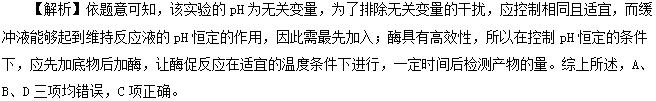 【解析】依题意可知，该实验的pH为无关变量，为了排除无关变量的干扰，应控制相同且适宜，而缓
冲液能够起到维持反应液的pH恒定的作用，因此需最先加入；酶具有高效性，所以在控制pH恒定的条件
下，应先加底物后加酶，让酶促反应在适宜的温度条件下进行，一定时间后检测产物的量。综上所述，A、
B、D三项均错误，C项正确。